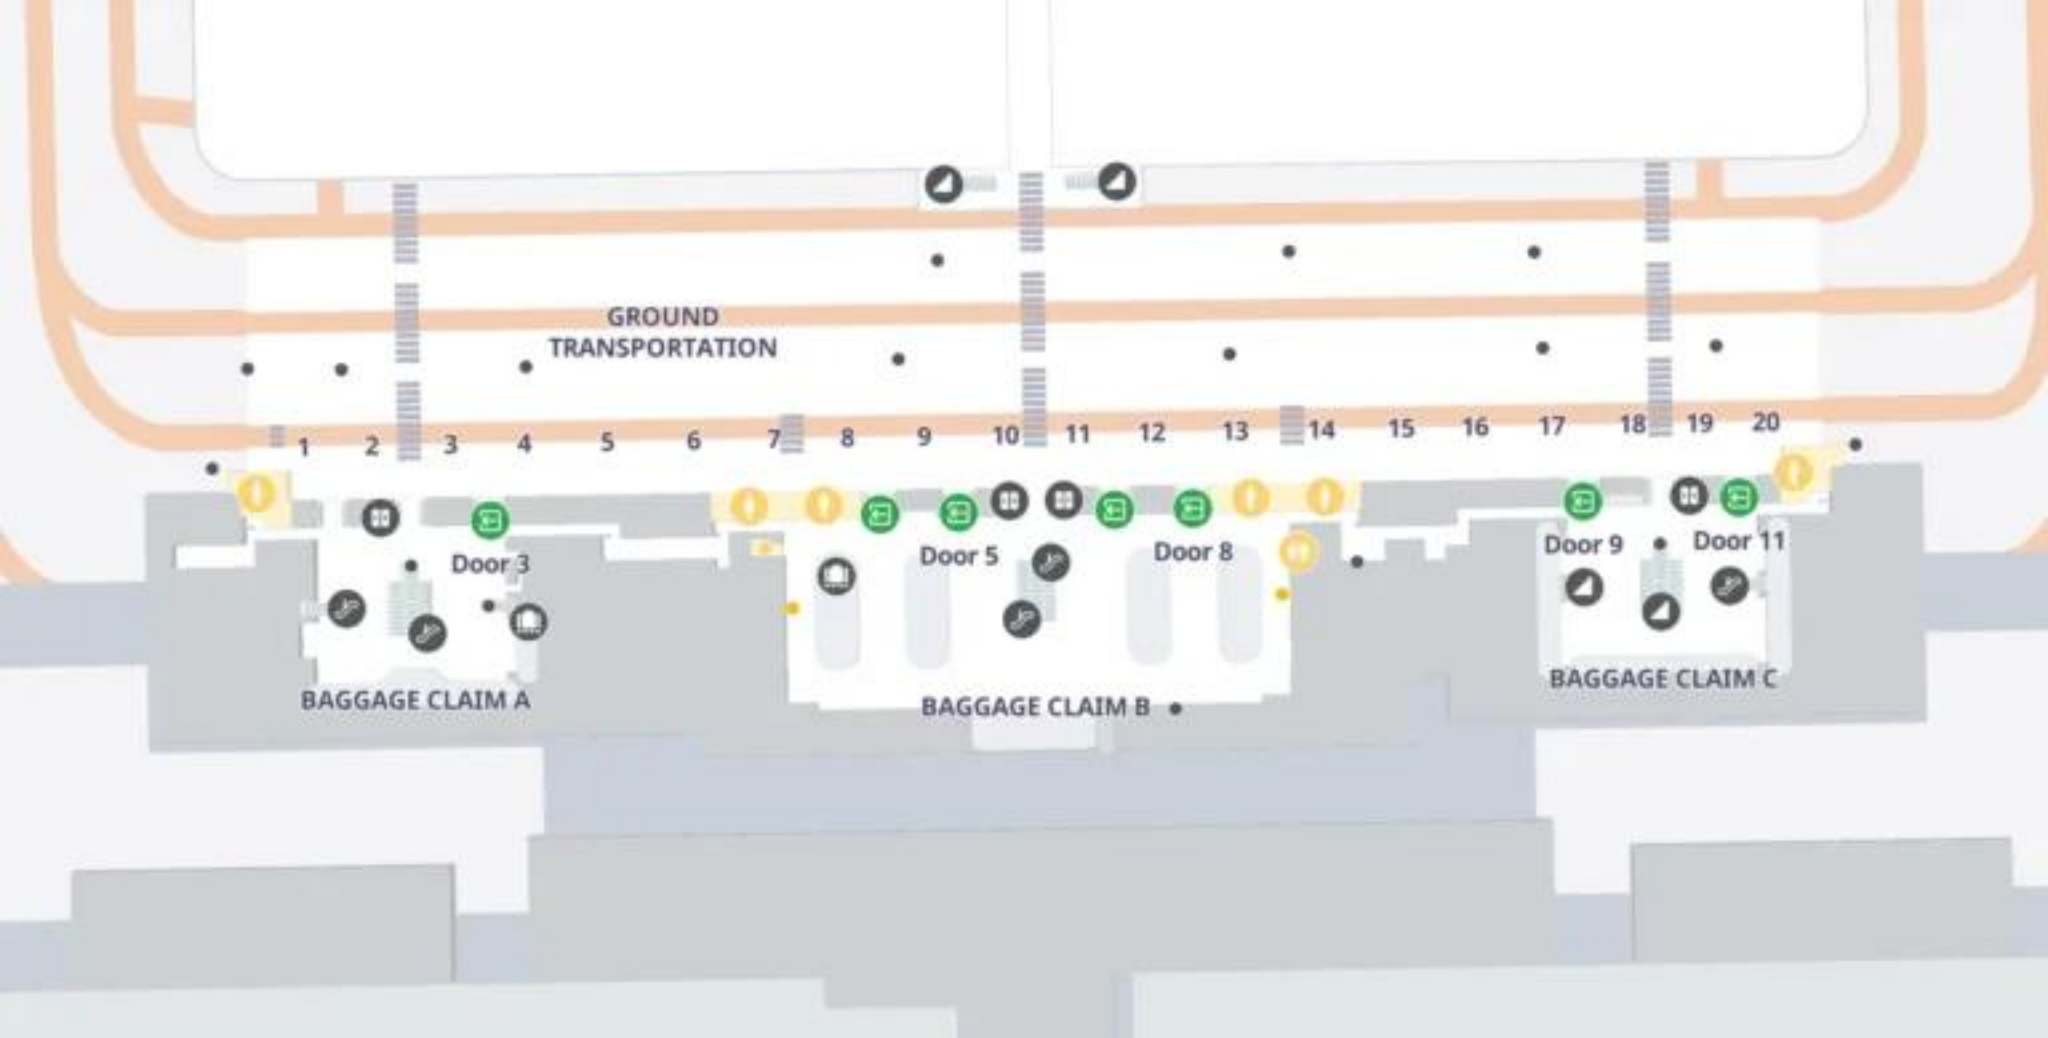 GROUND
TRANSPORTATION
1 2 3 4 5 6 7 8 9 10 11 12 13 14 15 16 17 18 19 20
Door 3
Door 5
Door 8
Door 9
Door 11
BAGGAGE CLAIM A
BAGGAGE CLAIM B
BAGGAGE CLAIM C